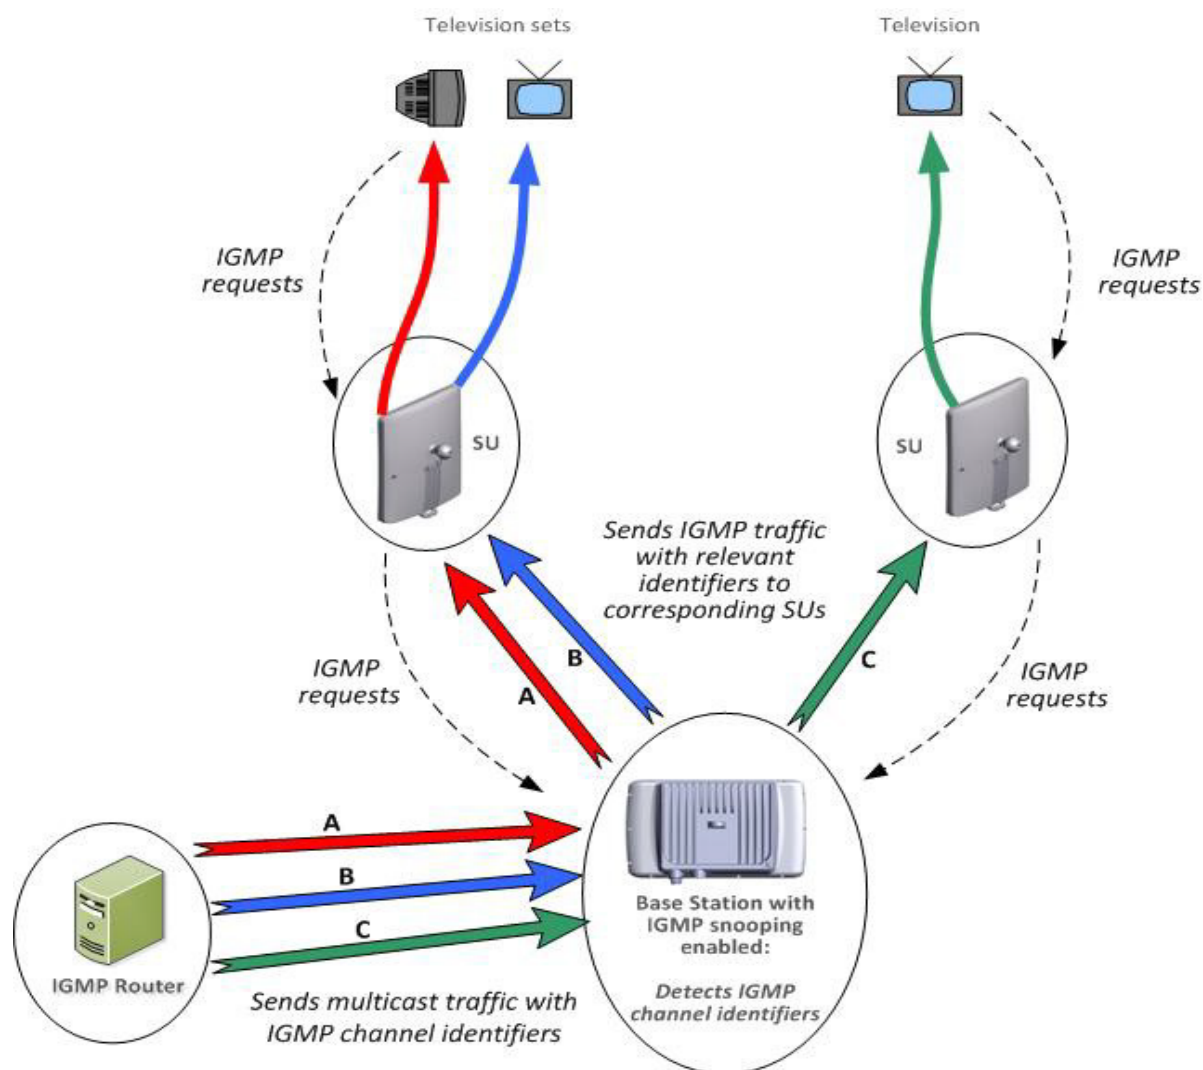 Television sets
Television
IGMP
requests
IGMP
requests
SU
SU
Sends IGMP traffic
with relevant
identifiers to
corresponding SUs
B
A
C
IGMP
requests
IGMP
requests
A
B
C
IGMP Router
Sends multicast traffic with
IGMP channel identifiers
Base Station with
IGMP snooping
enabled:
Detects IGMP
channel identifiers